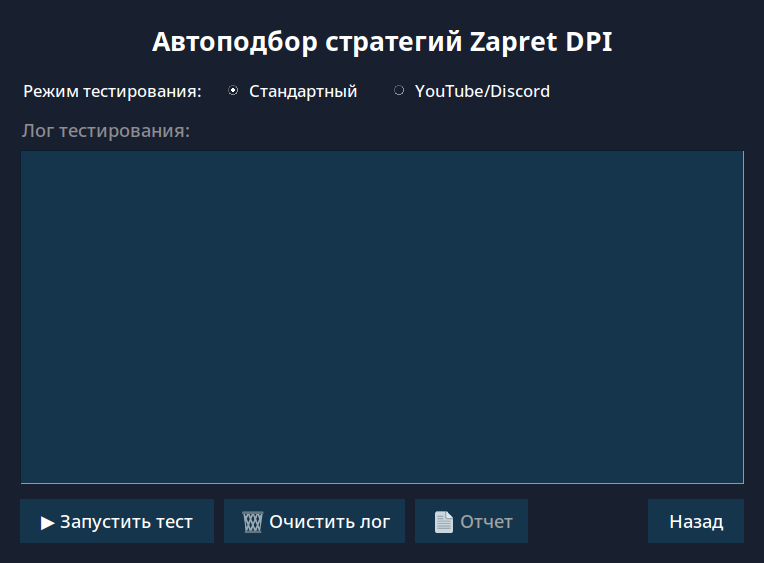 Автоподбор стратегий Zapret DPI
Режим тестирования: Стандартный YouTube/Discord
Лог тестирования:
▶ Запустить тест 🗑 Очистить лог 📄 Отчет Назад